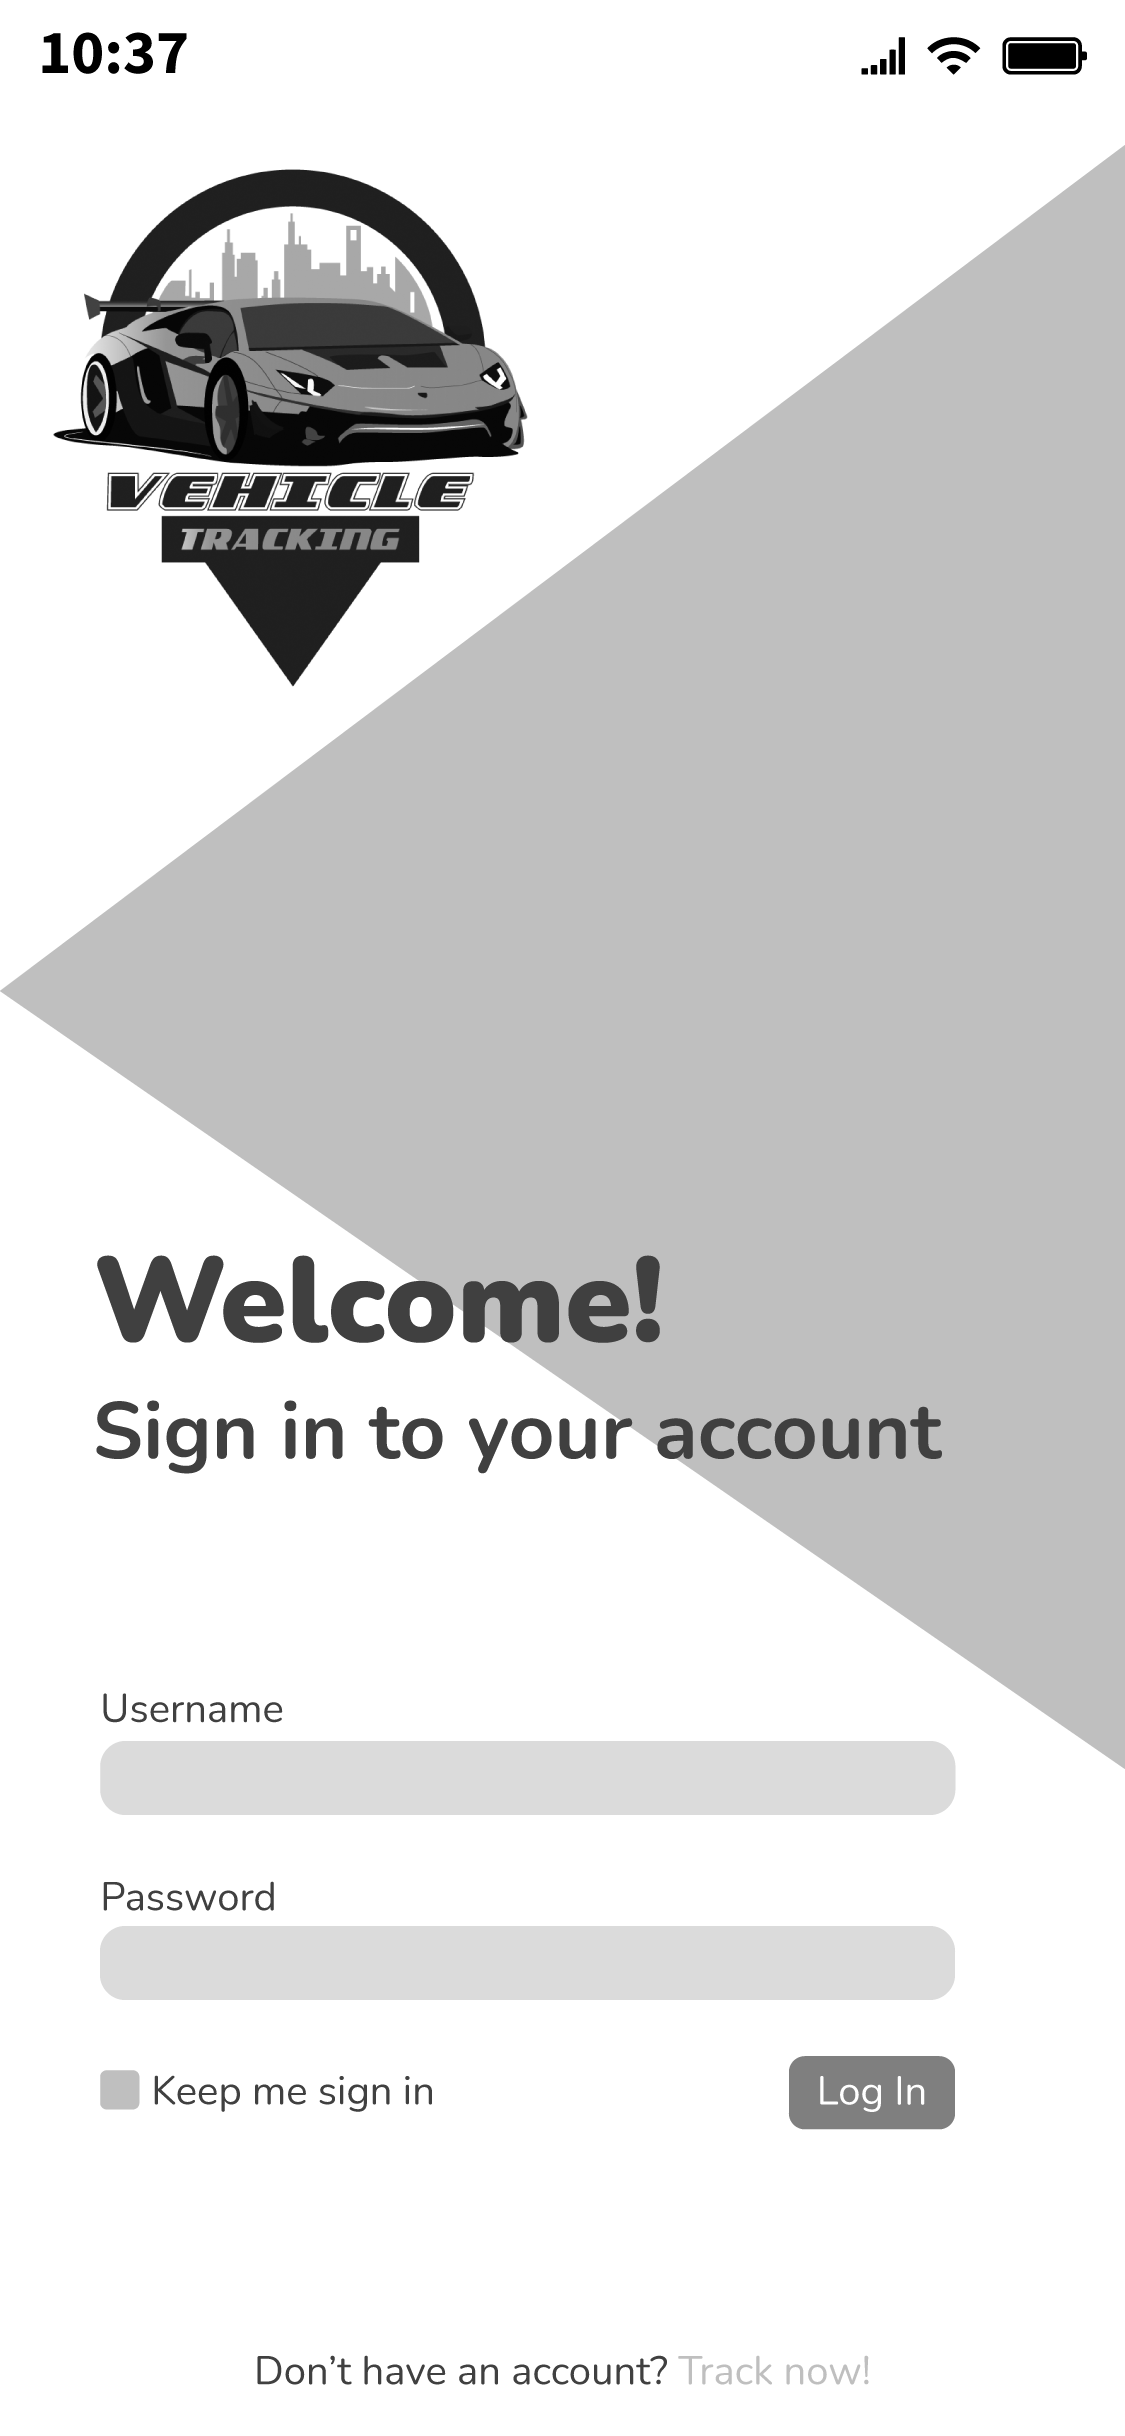 10:37
VEHICLE
TRACKING
Welcome!
Sign in to your account
Username
Password
Keep me sign in
Log In
Don’t have an account? Track now!